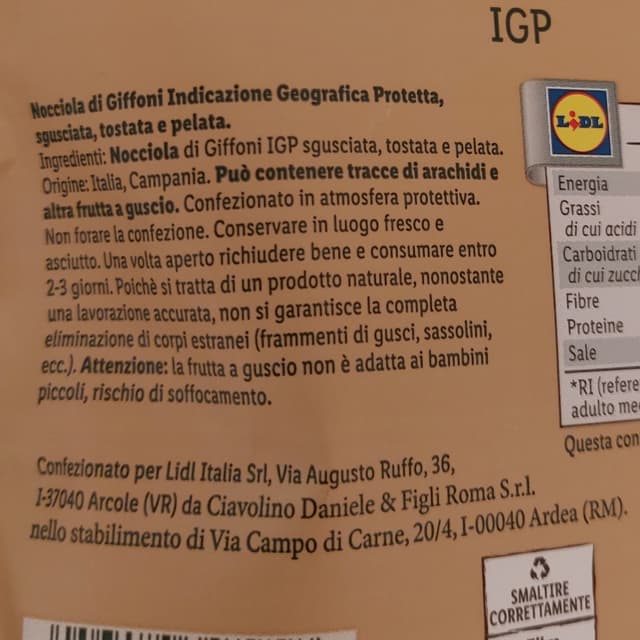 IGP
Nocciola di Giffoni Indicazione Geografica Protetta,
sgusciata, tostata e pelata.
Ingredienti: Nocciola di Giffoni IGP sgusciata, tostata e pelata.
Origine: Italia, Campania. Può contenere tracce di arachidi e
altra frutta a guscio. Confezionato in atmosfera protettiva.
Non forare la confezione. Conservare in luogo fresco e
asciutto. Una volta aperto richiudere bene e consumare entro
2-3 giorni. Poichè si tratta di un prodotto naturale, nonostante
una lavorazione accurata, non si garantisce la completa
eliminazione di corpi estranei (frammenti di gusci, sassolini,
ecc.). Attenzione: la frutta a guscio non è adatta ai bambini
piccoli, rischio di soffocamento.
Confezionato per Lidl Italia Srl, Via Augusto Ruffo, 36,
I-37040 Arcole (VR) da Ciavolino Daniele & Figli Roma S.r.l.
nello stabilimento di Via Campo di Carne, 20/4, I-00040 Ardea (RM).
LIDL
Energia
Grassi
di cui acidi
Carboidrati
di cui zucch
Fibre
Proteine
Sale
*RI (refere
adulto me
Questa con
SMALTIRE
CORRETTAMENTE